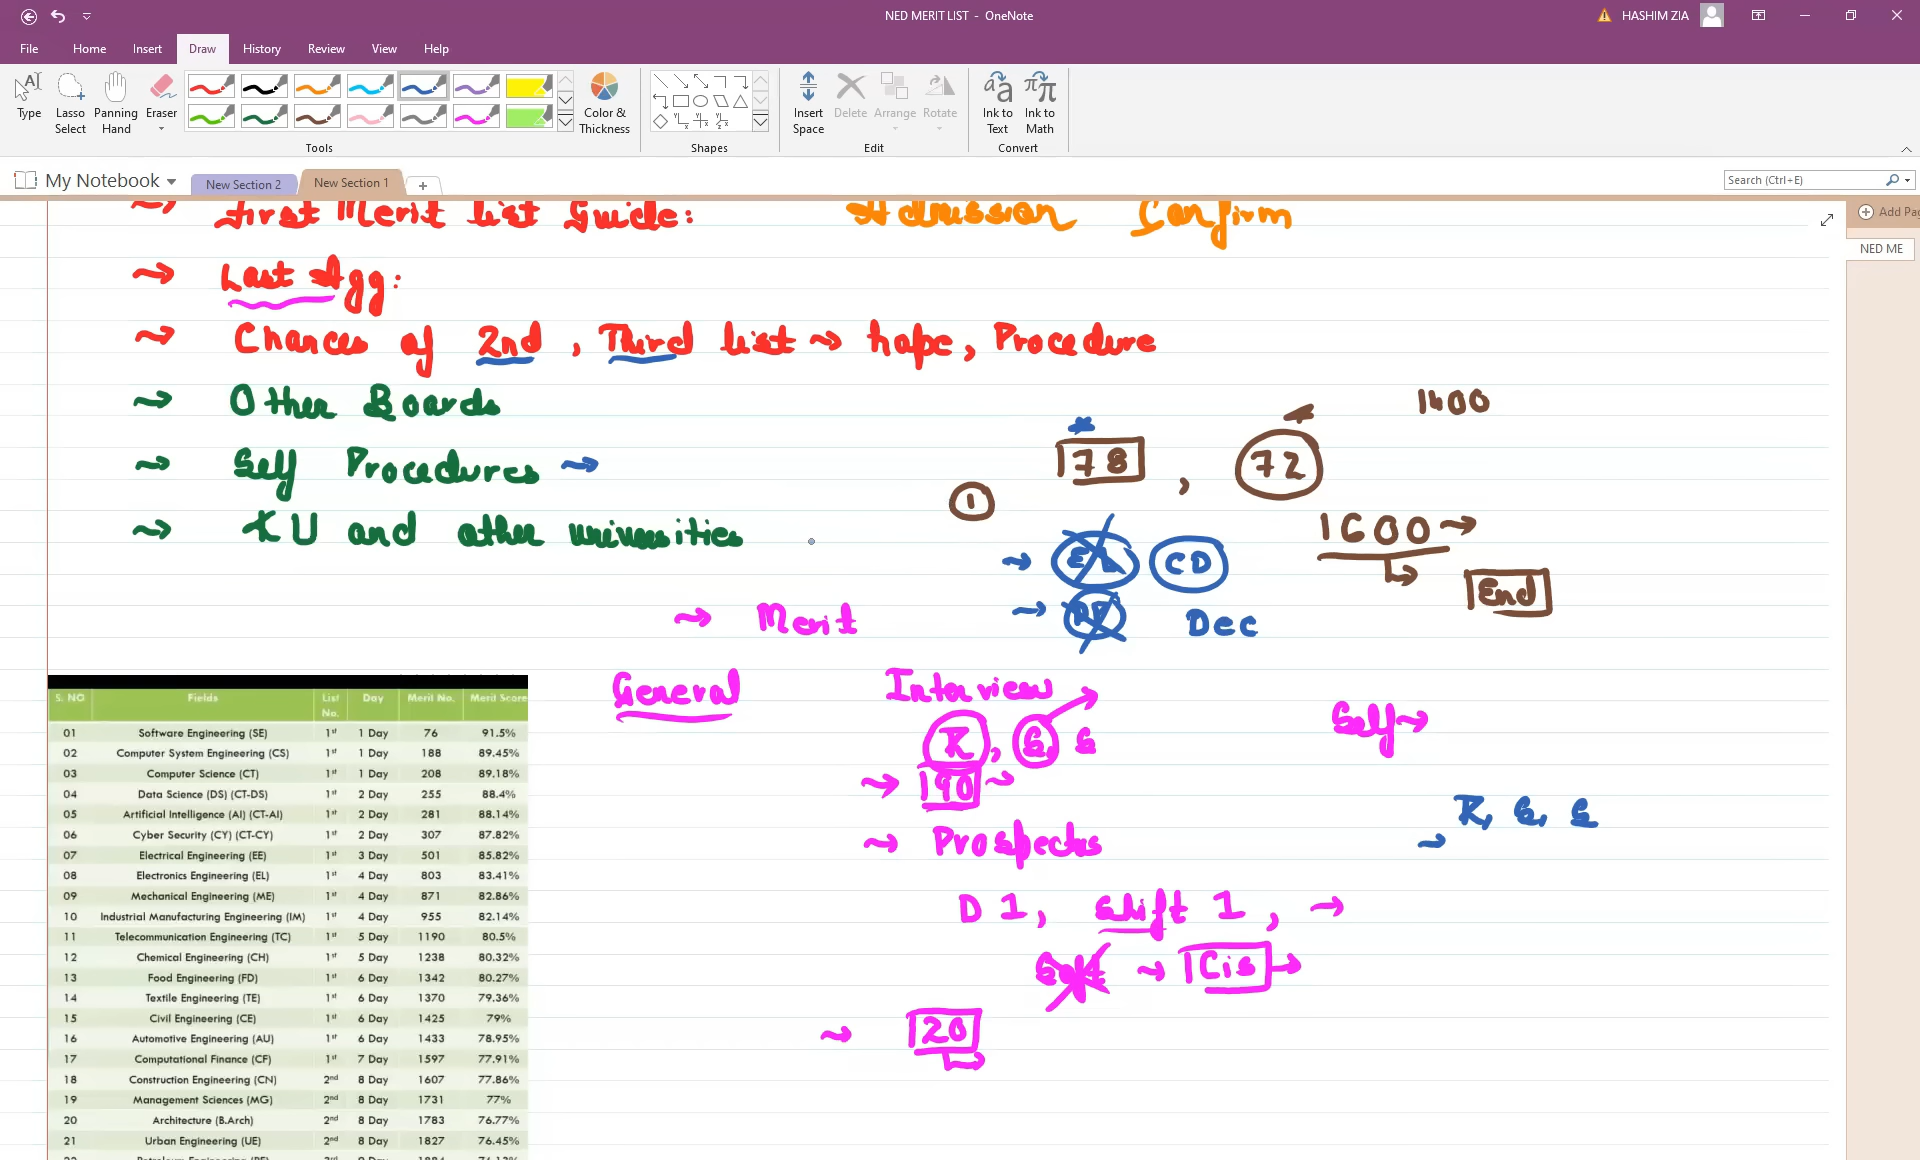 NED MERIT LIST - OneNote
HASHIM ZIA
File Home Insert Draw History Review View Help
Type
Lasso Select
Panning Hand
Eraser
Color & Thickness
Insert Space
Delete
Arrange
Rotate
Ink to Text
Ink to Math
Tools
Shapes
Edit
Convert
My Notebook
New Section 2
New Section 1
Search (Ctrl+E)
Add Pag
NED ME
First Merit list Guide: Admission Confirm
Last Agg:
Chances of 2nd, Third list hope, Procedure
Other Boards
Self Procedures
KU and other universities
1400
78, 72
1
1600
End
CD
Dec
Merit
General
Interview
Self
R, S, S
190
Prospectus
R, S, S
D1, Shift 1,
Cis
120
S. NO Fields List No. Day Merit No. Merit Score
01 Software Engineering (SE) 1st 1 Day 76 91.5%
02 Computer System Engineering (CS) 1st 1 Day 188 89.45%
03 Computer Science (CT) 1st 1 Day 208 89.18%
04 Data Science (DS) (CT-DS) 1st 2 Day 255 88.4%
05 Artificial Intelligence (AI) (CT-AI) 1st 2 Day 281 88.14%
06 Cyber Security (CY) (CT-CY) 1st 2 Day 307 87.82%
07 Electrical Engineering (EE) 1st 3 Day 501 85.82%
08 Electronics Engineering (EL) 1st 4 Day 803 83.41%
09 Mechanical Engineering (ME) 1st 4 Day 871 82.86%
10 Industrial Manufacturing Engineering (IM) 1st 4 Day 955 82.14%
11 Telecommunication Engineering (TC) 1st 5 Day 1190 80.5%
12 Chemical Engineering (CH) 1st 5 Day 1238 80.32%
13 Food Engineering (FD) 1st 6 Day 1342 80.27%
14 Textile Engineering (TE) 1st 6 Day 1370 79.36%
15 Civil Engineering (CE) 1st 6 Day 1425 79%
16 Automotive Engineering (AU) 1st 6 Day 1433 78.95%
17 Computational Finance (CF) 1st 7 Day 1597 77.91%
18 Construction Engineering (CN) 2nd 8 Day 1607 77.86%
19 Management Sciences (MG) 2nd 8 Day 1731 77%
20 Architecture (B.Arch) 2nd 8 Day 1783 76.77%
21 Urban Engineering (UE) 2nd 8 Day 1827 76.45%